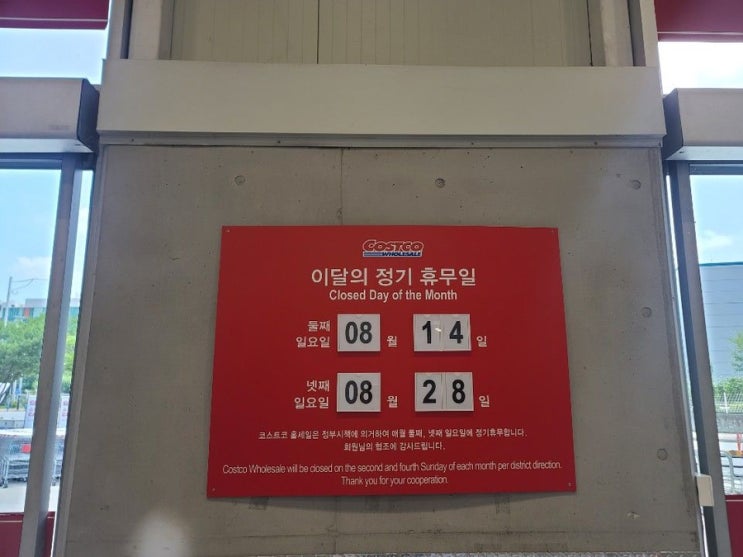 COSTCO
WHOLESALE
이달의 정기 휴무일
Closed Day of the Month
둘째
일요일 08 월 14 일
넷째
일요일 08 월 28 일
코스트코 홀세일은 정부시책에 의거하여 매월 둘째, 넷째 일요일에 정기휴무합니다.
회원님의 협조에 감사드립니다.
Costco Wholesale will be closed on the second and fourth Sunday of each month per district direction.
Thank you for your cooperation.